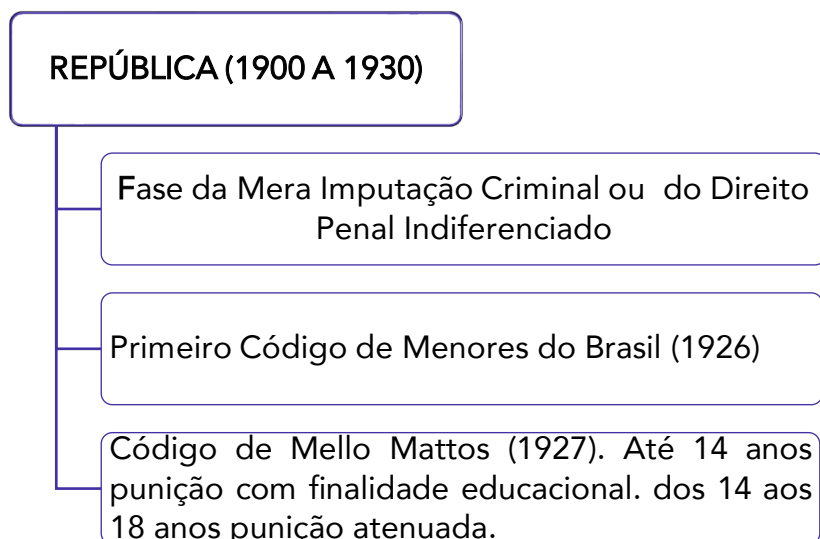 REPÚBLICA (1900 A 1930)
Fase da Mera Imputação Criminal ou do Direito
Penal Indiferenciado
Primeiro Código de Menores do Brasil (1926)
Código de Mello Mattos (1927). Até 14 anos
punição com finalidade educacional. dos 14 aos
18 anos punição atenuada.